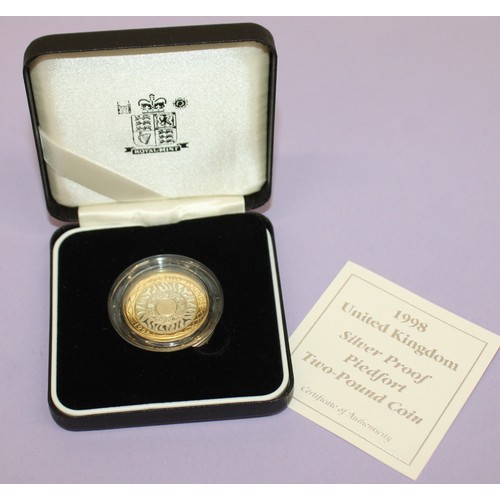 ROYAL MINT
1998
United Kingdom
Silver Proof
Piedfort
Two-Pound Coin
Certificate of Authenticity